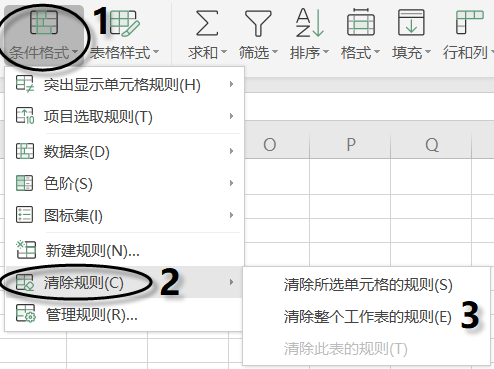 1
条件格式 表格样式 求和 筛选 排序 格式 填充 行和列
突出显示单元格规则(H)
项目选取规则(T)
数据条(D)
O P Q
色阶(S)
图标集(I)
新建规则(N)...
清除规则(C) 2
清除所选单元格的规则(S)
管理规则(R)...
清除整个工作表的规则(E) 3
清除此表的规则(T)